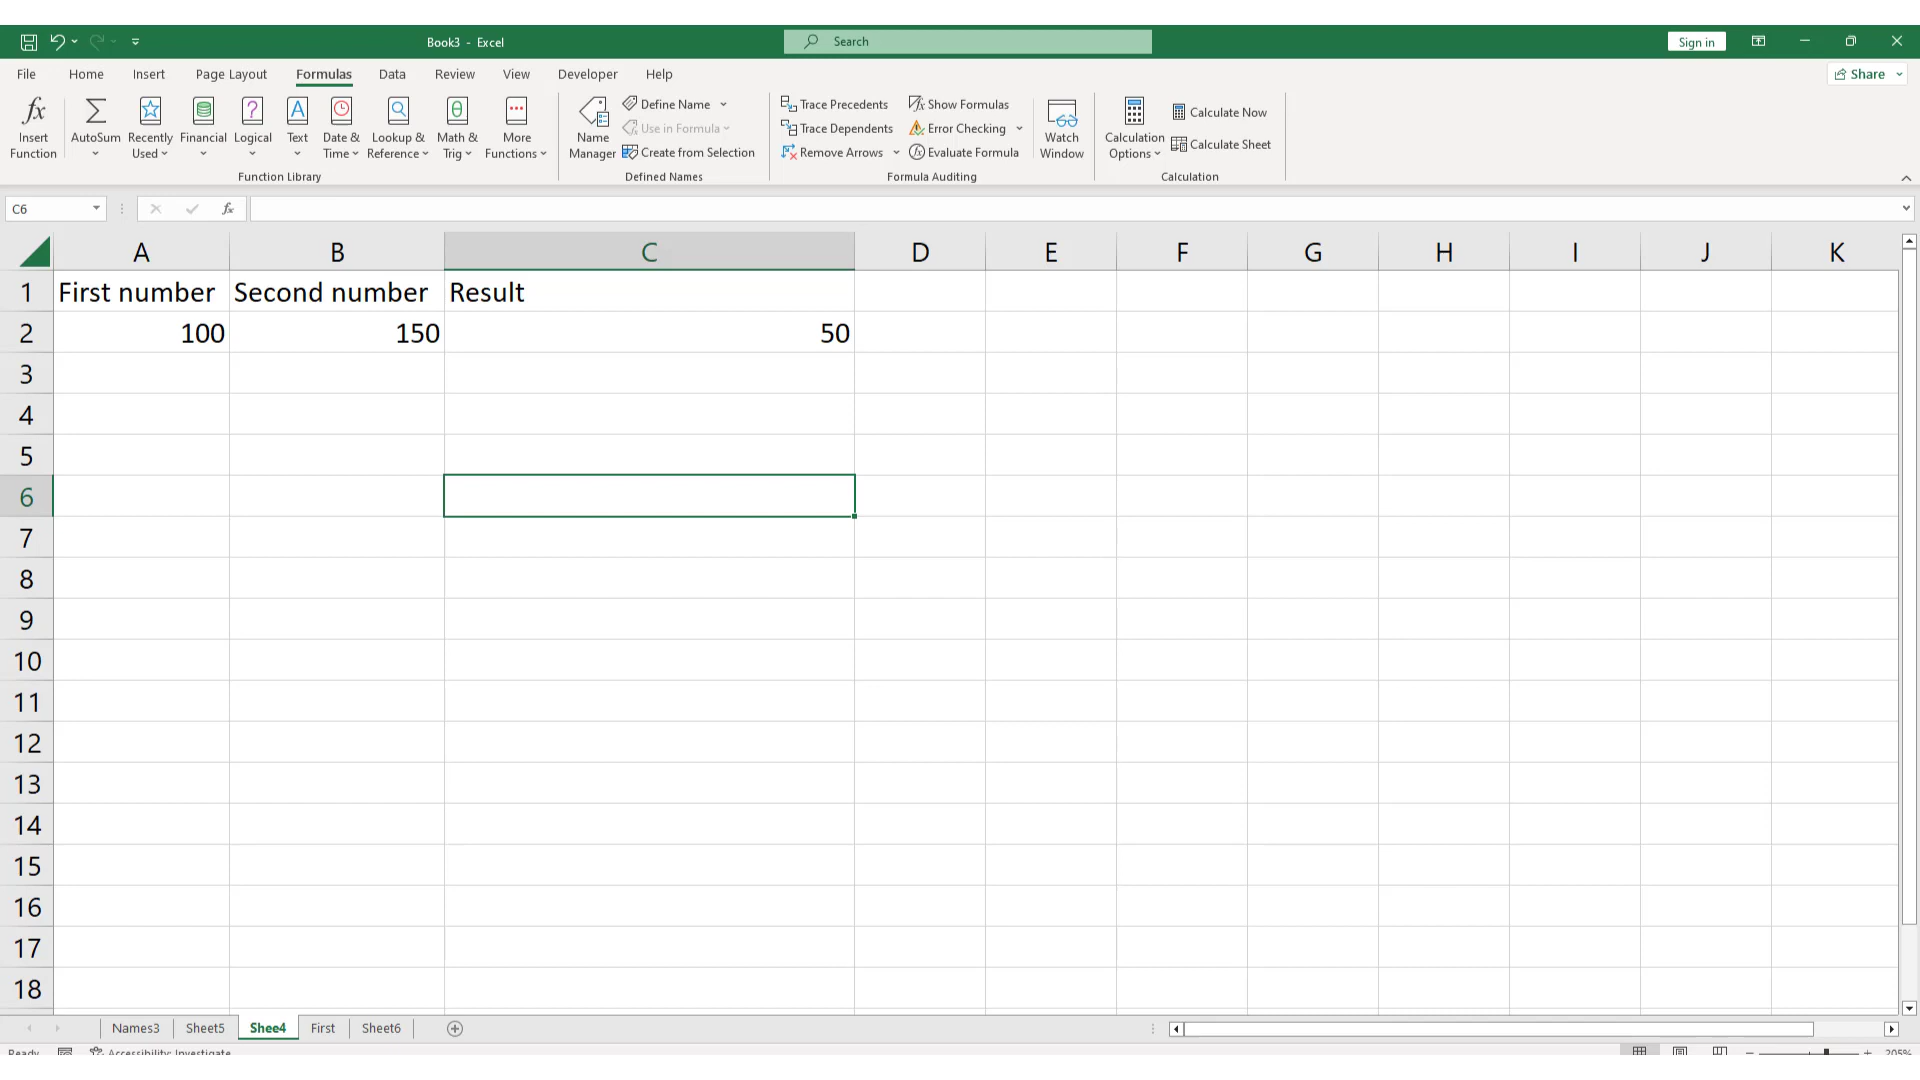 Book3 - Excel
Search
Sign in
File Home Insert Page Layout Formulas Data Review View Developer Help
Share
Insert Function
AutoSum
Recently Used
Financial
Logical
Text
Date & Time
Lookup & Reference
Math & Trig
More Functions
Function Library
Name Manager
Define Name
Use in Formula
Create from Selection
Defined Names
Trace Precedents
Trace Dependents
Remove Arrows
Show Formulas
Error Checking
Evaluate Formula
Formula Auditing
Watch Window
Calculation Options
Calculate Now
Calculate Sheet
Calculation
C6
fx
A B C D E F G H I J K
1 First number Second number Result
2 100 150 50
3
4
5
6
7
8
9
10
11
12
13
14
15
16
17
18
Names3 Sheet5 Shee4 First Sheet6
Ready Accessibility: Investigate 205%